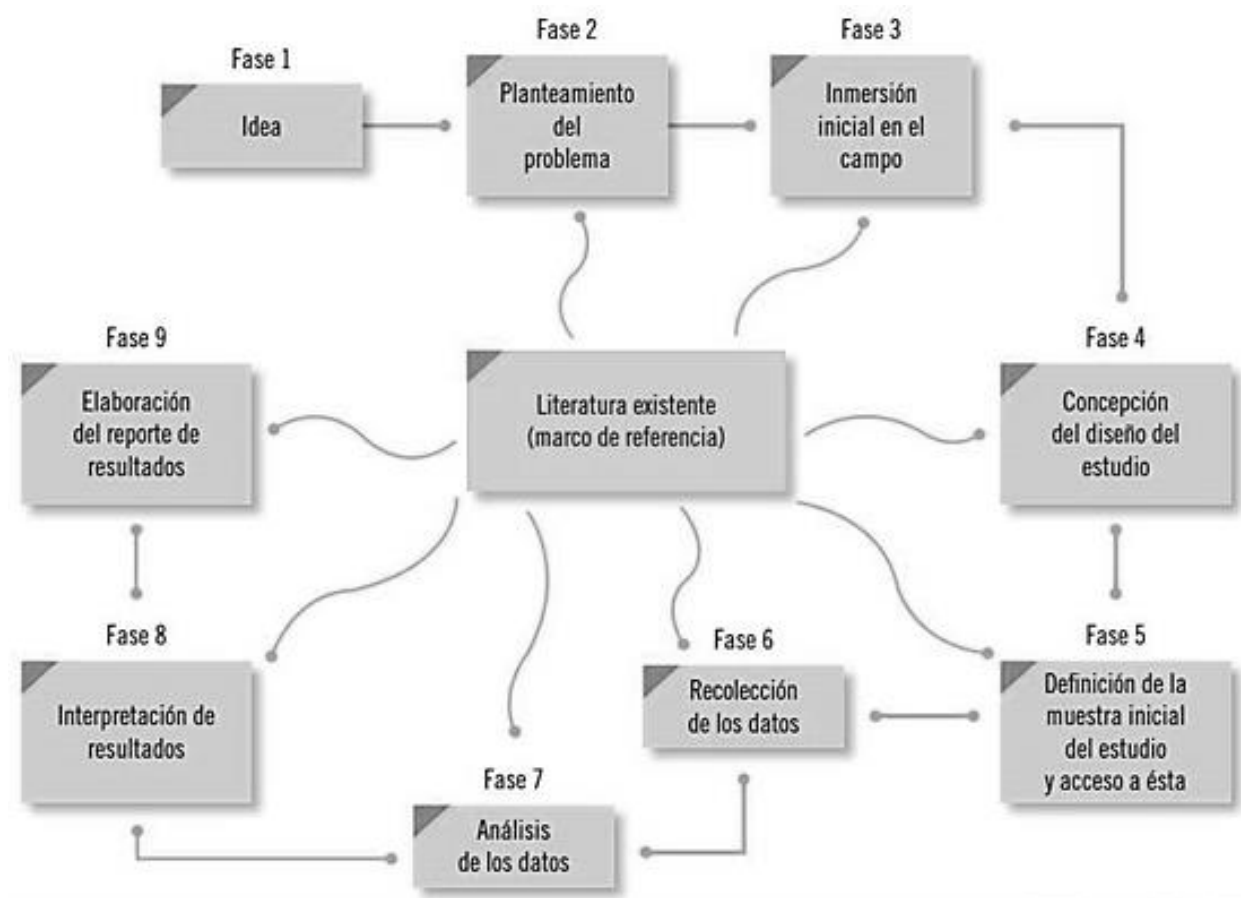 Fase 1
Idea
Fase 2
Planteamiento
del
problema
Fase 3
Inmersión
inicial en el
campo
Fase 4
Concepción
del diseño del
estudio
Fase 5
Definición de la
muestra inicial
del estudio
y acceso a ésta
Fase 6
Recolección
de los datos
Fase 7
Análisis
de los datos
Fase 8
Interpretación de
resultados
Fase 9
Elaboración
del reporte de
resultados
Literatura existente
(marco de referencia)